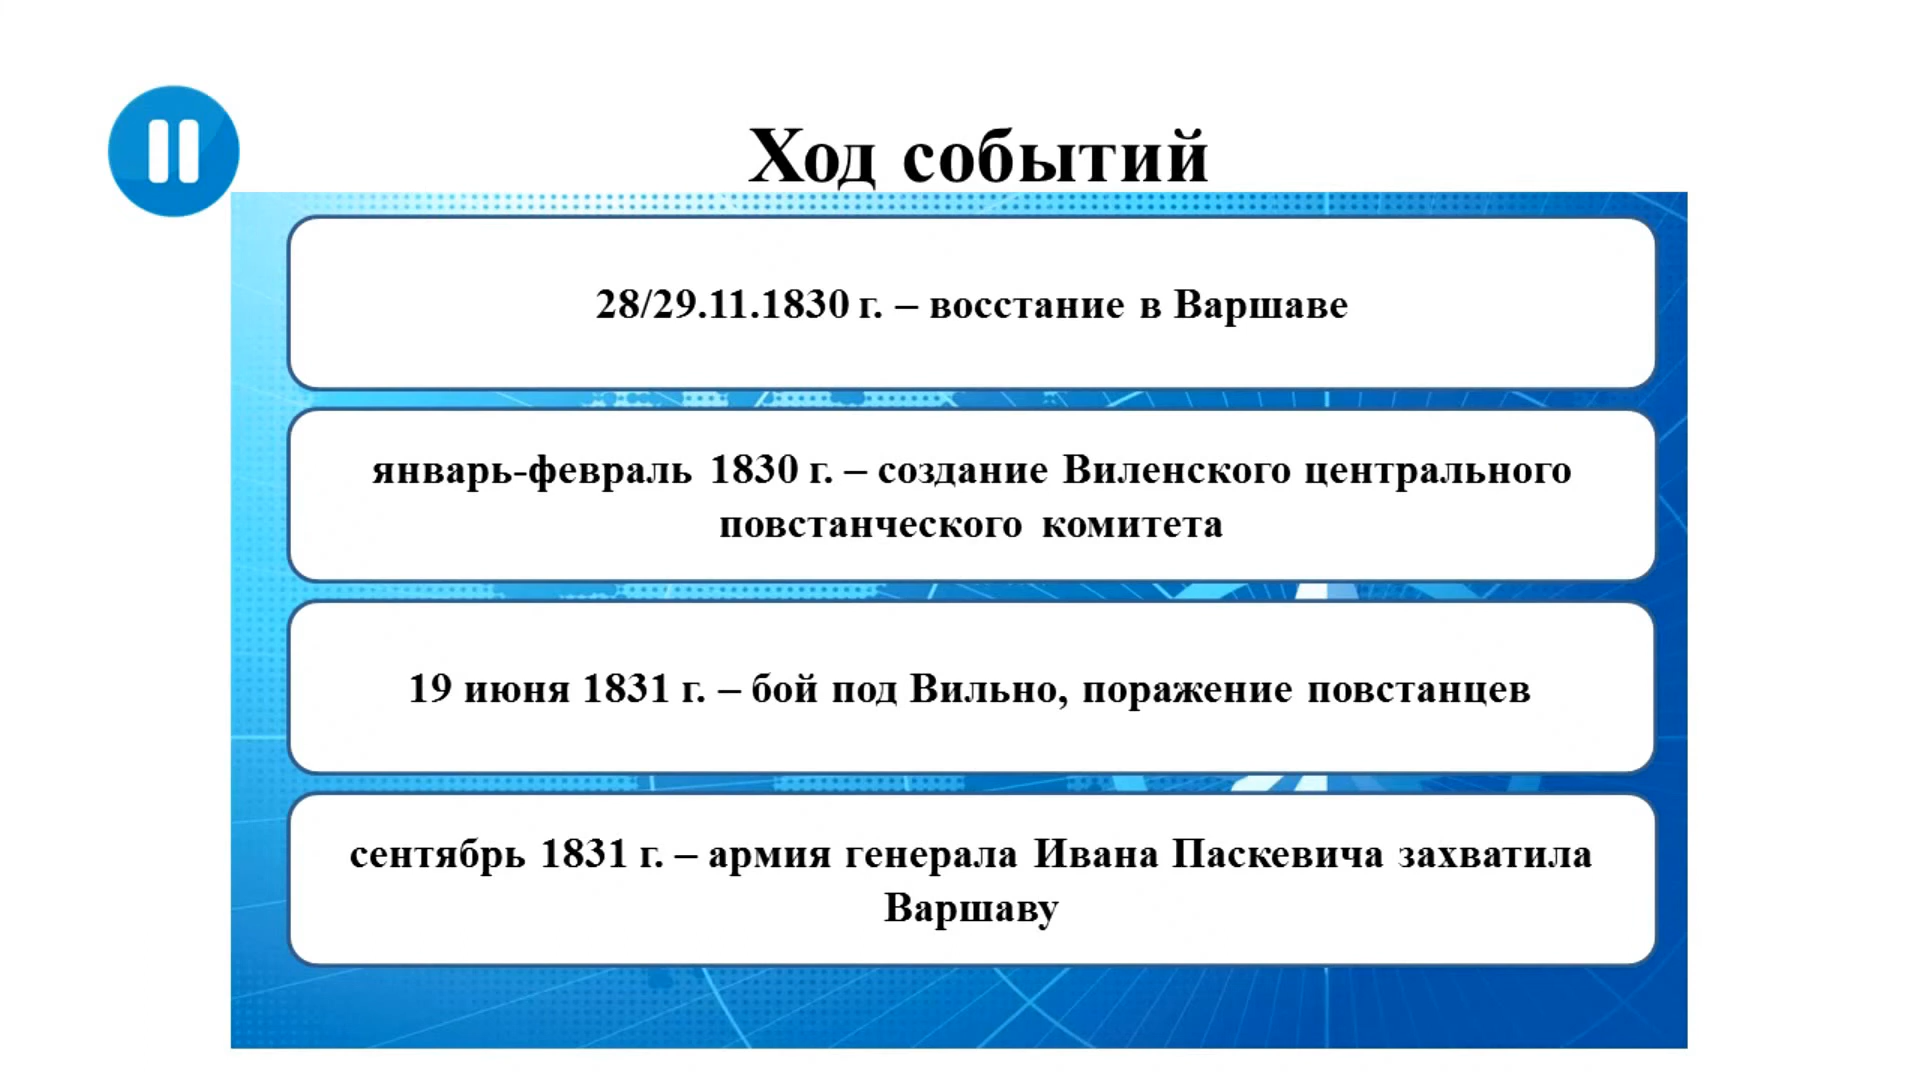 Ход событий
28/29.11.1830 г. – восстание в Варшаве
январь-февраль 1830 г. – создание Виленского центрального
повстанческого комитета
19 июня 1831 г. – бой под Вильно, поражение повстанцев
сентябрь 1831 г. – армия генерала Ивана Паскевича захватила
Варшаву